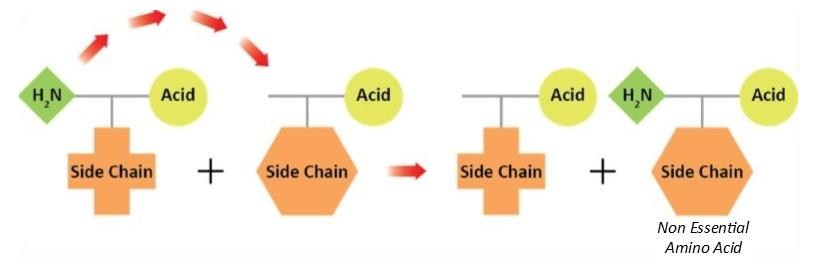 H₂N Acid Acid Acid H₂N Acid
Side Chain + Side Chain Side Chain + Side Chain
Non Essential
Amino Acid